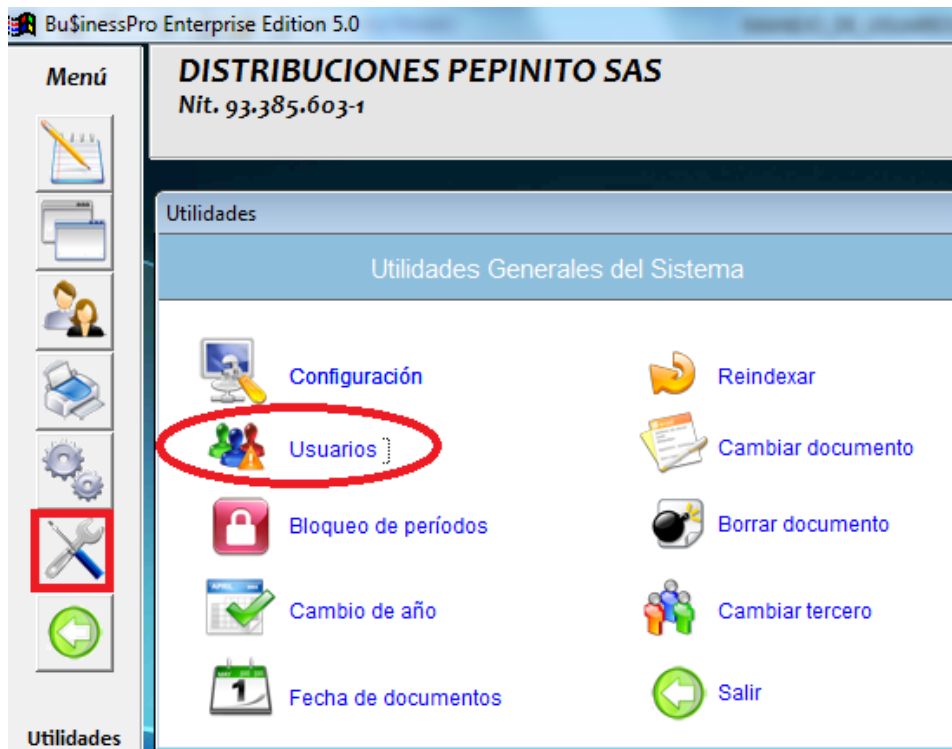 Bu$inessPro Enterprise Edition 5.0
Menú
DISTRIBUCIONES PEPINITO SAS
Nit. 93.385.603-1
Utilidades
Utilidades Generales del Sistema
Configuración
Reindexar
Usuarios
Cambiar documento
Bloqueo de períodos
Borrar documento
Cambio de año
Cambiar tercero
Fecha de documentos
Salir
Utilidades